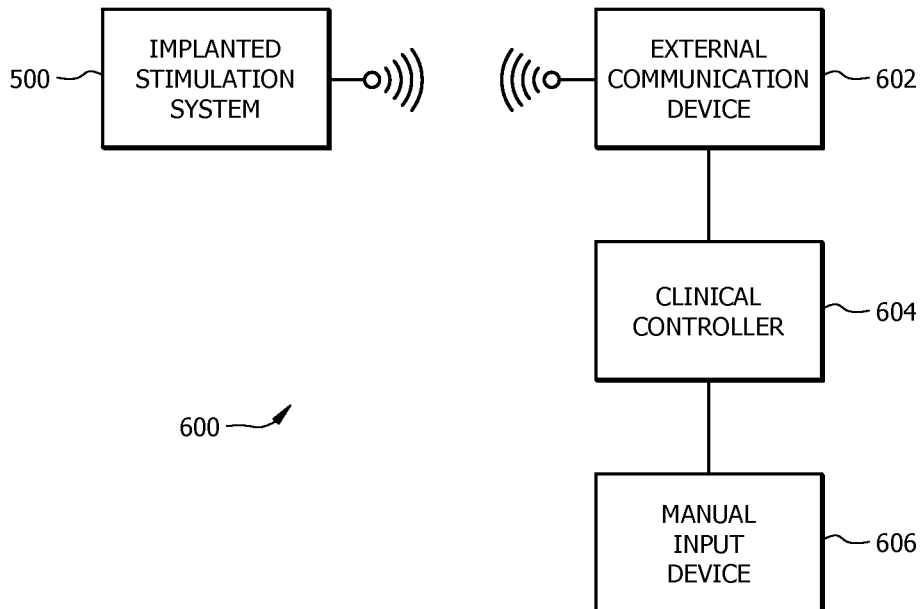 500
IMPLANTED
STIMULATION
SYSTEM
EXTERNAL
COMMUNICATION
DEVICE
602
CLINICAL
CONTROLLER
604
600
MANUAL
INPUT
DEVICE
606